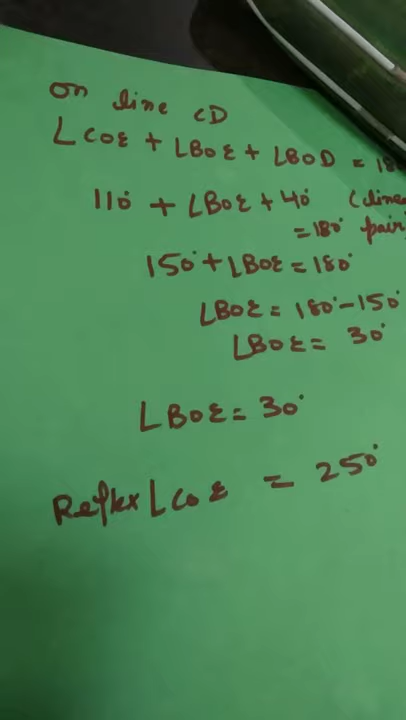 on line CD
∠COE + ∠BOE + ∠BOD = 18
110° + ∠BOE + 40° (line
= 180° pair)
150° + ∠BOE = 180°
∠BOE = 180° - 150°
∠BOE = 30°
∠BOE = 30°
Reflex ∠COE = 250°